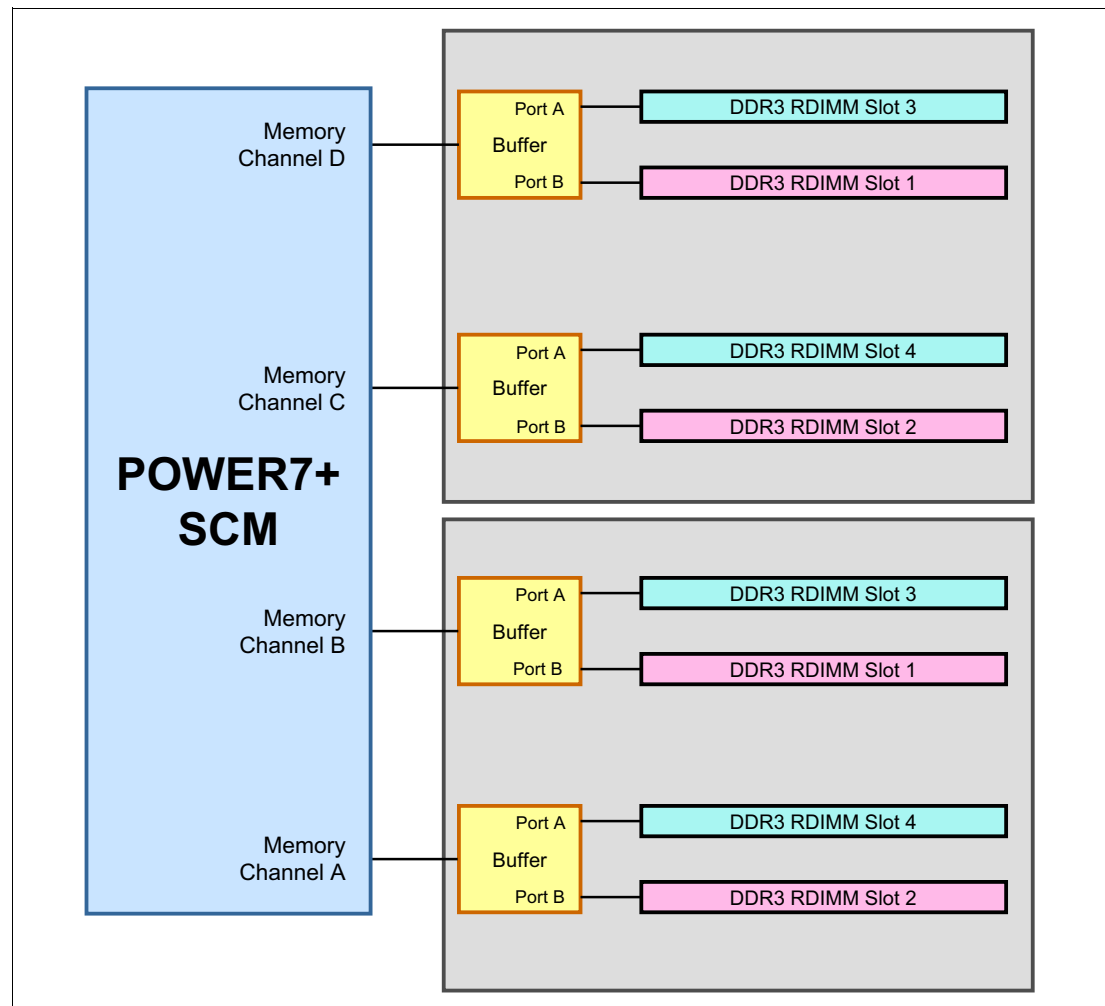 Memory
Channel D
Port A
Buffer
Port B
DDR3 RDIMM Slot 3
DDR3 RDIMM Slot 1
Memory
Channel C
Port A
Buffer
Port B
DDR3 RDIMM Slot 4
DDR3 RDIMM Slot 2
POWER7+
SCM
Memory
Channel B
Port A
Buffer
Port B
DDR3 RDIMM Slot 3
DDR3 RDIMM Slot 1
Memory
Channel A
Port A
Buffer
Port B
DDR3 RDIMM Slot 4
DDR3 RDIMM Slot 2